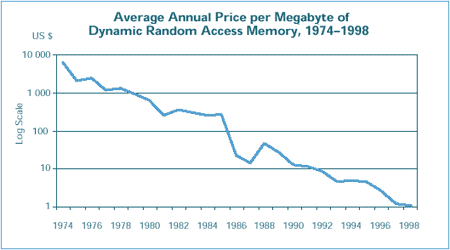 Average Annual Price per Megabyte of
Dynamic Random Access Memory, 1974–1998
US $
10 000
1 000
100
10
1
Log Scale
1974 1976 1978 1980 1982 1984 1986 1988 1990 1992 1994 1996 1998